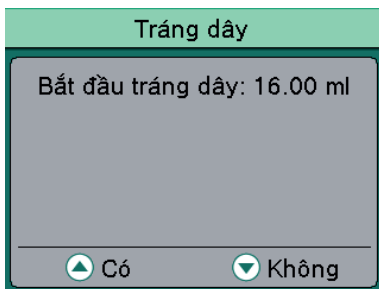 Tráng dây
Bắt đầu tráng dây: 16.00 ml
Có Không